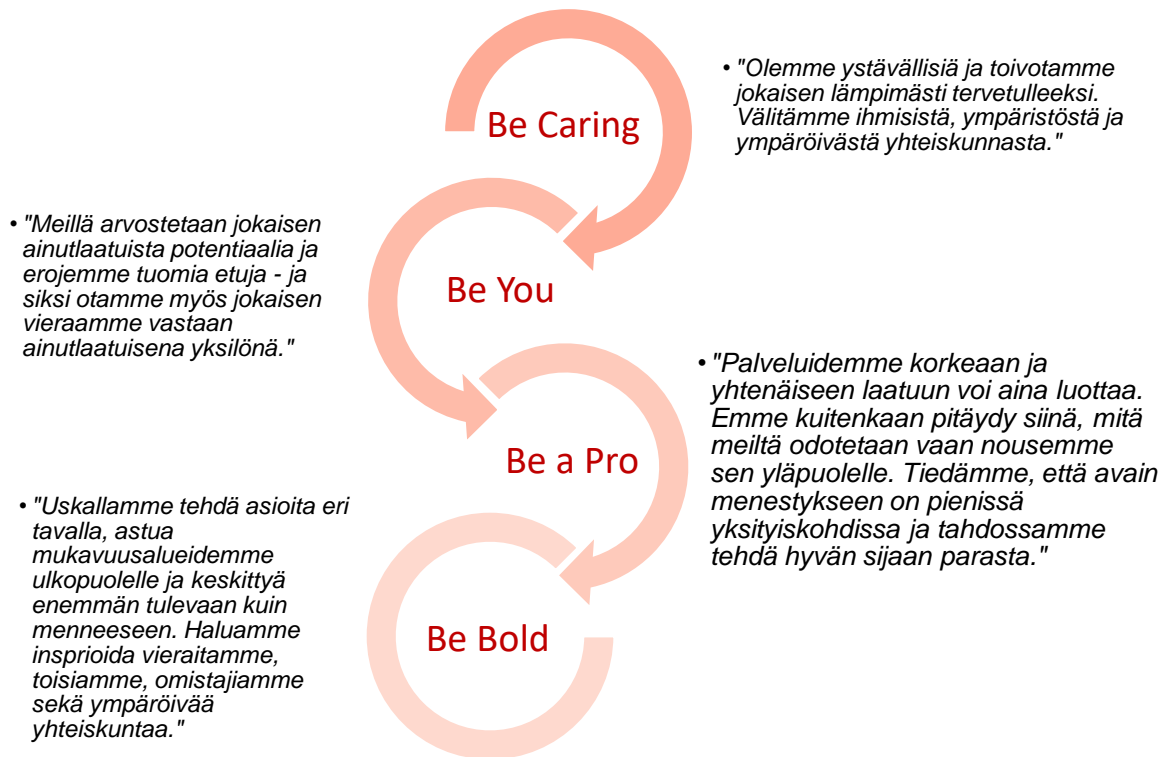 Be Caring
• "Olemme ystävällisiä ja toivotamme
jokaisen lämpimästi tervetulleeksi.
Välitämme ihmisistä, ympäristöstä ja
ympäröivästä yhteiskunnasta."
• "Meillä arvostetaan jokaisen
ainutlaatuista potentiaalia ja
erojemme tuomia etuja - ja
siksi otamme myös jokaisen
vieraamme vastaan
ainutlaatuisena yksilönä."
Be You
Be a Pro
• "Palveluidemme korkeaan ja
yhtenäiseen laatuun voi aina luottaa.
Emme kuitenkaan pitäydy siinä, mitä
meiltä odotetaan vaan nousemme
sen yläpuolelle. Tiedämme, että avain
menestykseen on pienissä
yksityiskohdissa ja tahdossamme
tehdä hyvän sijaan parasta."
• "Uskallamme tehdä asioita eri
tavalla, astua
mukavuusalueidemme
ulkopuolelle ja keskittyä
enemmän tulevaan kuin
menneeseen. Haluamme
insprioida vieraitamme,
toisiamme, omistajiamme
sekä ympäröivää
yhteiskuntaa."
Be Bold